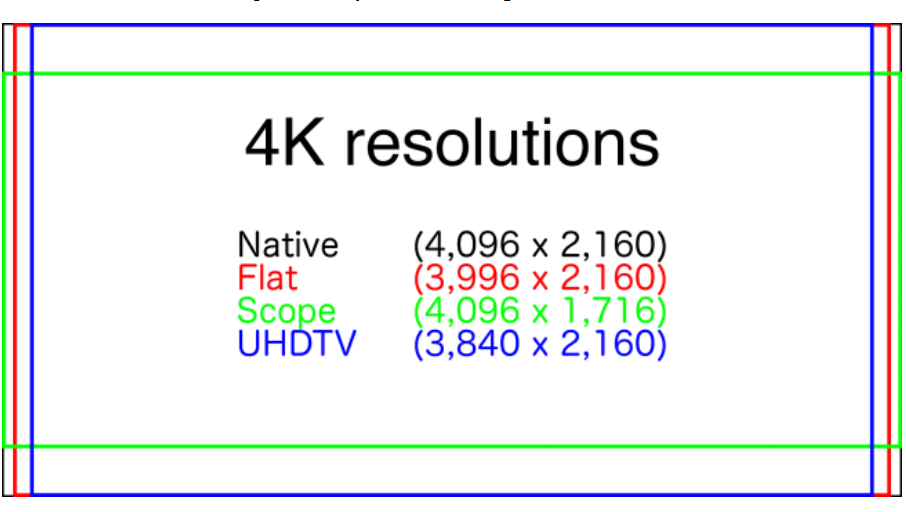 4K resolutions
Native (4,096 x 2,160)
Flat (3,996 x 2,160)
Scope (4,096 x 1,716)
UHDTV (3,840 x 2,160)